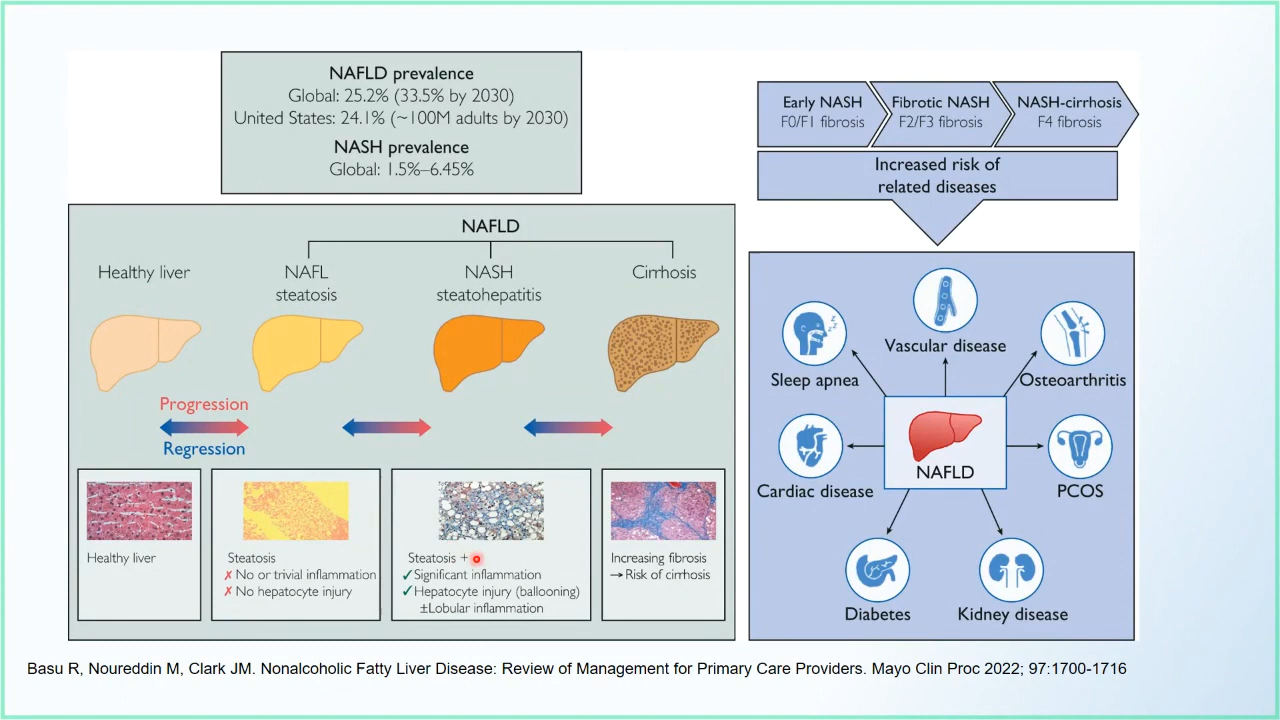 NAFLD prevalence
Global: 25.2% (33.5% by 2030)
United States: 24.1% (~100M adults by 2030)
NASH prevalence
Global: 1.5%–6.45%
NAFLD
Healthy liver
NAFL
steatosis
NASH
steatohepatitis
Cirrhosis
Progression
Regression
Healthy liver
Steatosis
✗ No or trivial inflammation
✗ No hepatocyte injury
Steatosis +
✓ Significant inflammation
✓ Hepatocyte injury (ballooning)
±Lobular inflammation
Increasing fibrosis
→ Risk of cirrhosis
Early NASH
F0/F1 fibrosis
Fibrotic NASH
F2/F3 fibrosis
NASH-cirrhosis
F4 fibrosis
Increased risk of
related diseases
Vascular disease
Sleep apnea
Osteoarthritis
Cardiac disease
NAFLD
PCOS
Diabetes
Kidney disease
Basu R, Noureddin M, Clark JM. Nonalcoholic Fatty Liver Disease: Review of Management for Primary Care Providers. Mayo Clin Proc 2022; 97:1700-1716